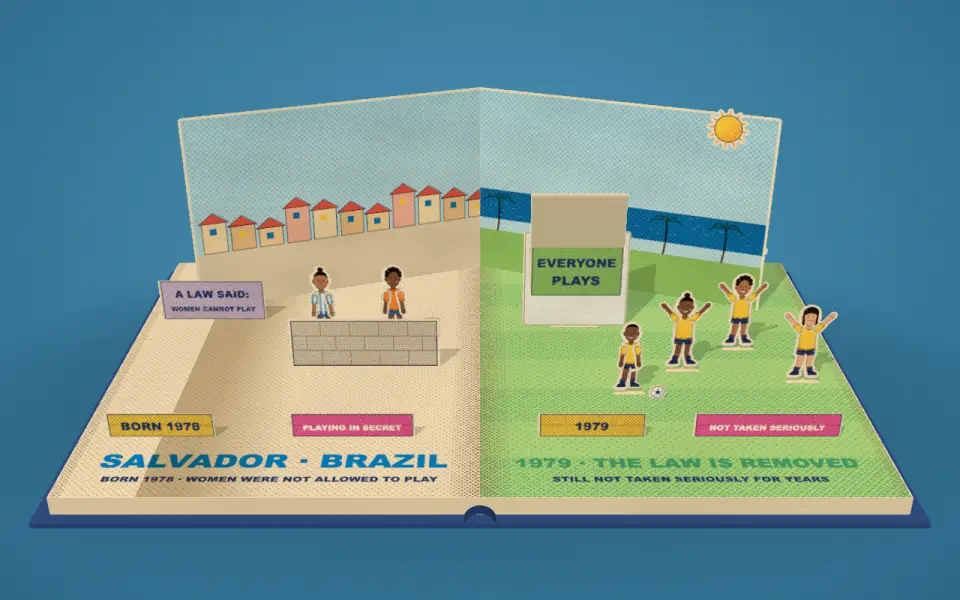 A LAW SAID:
WOMEN CANNOT PLAY
BORN 1978
PLAYING IN SECRET
SALVADOR · BRAZIL
BORN 1978 · WOMEN WERE NOT ALLOWED TO PLAY
EVERYONE
PLAYS
1979
NOT TAKEN SERIOUSLY
1979 · THE LAW IS REMOVED
STILL NOT TAKEN SERIOUSLY FOR YEARS